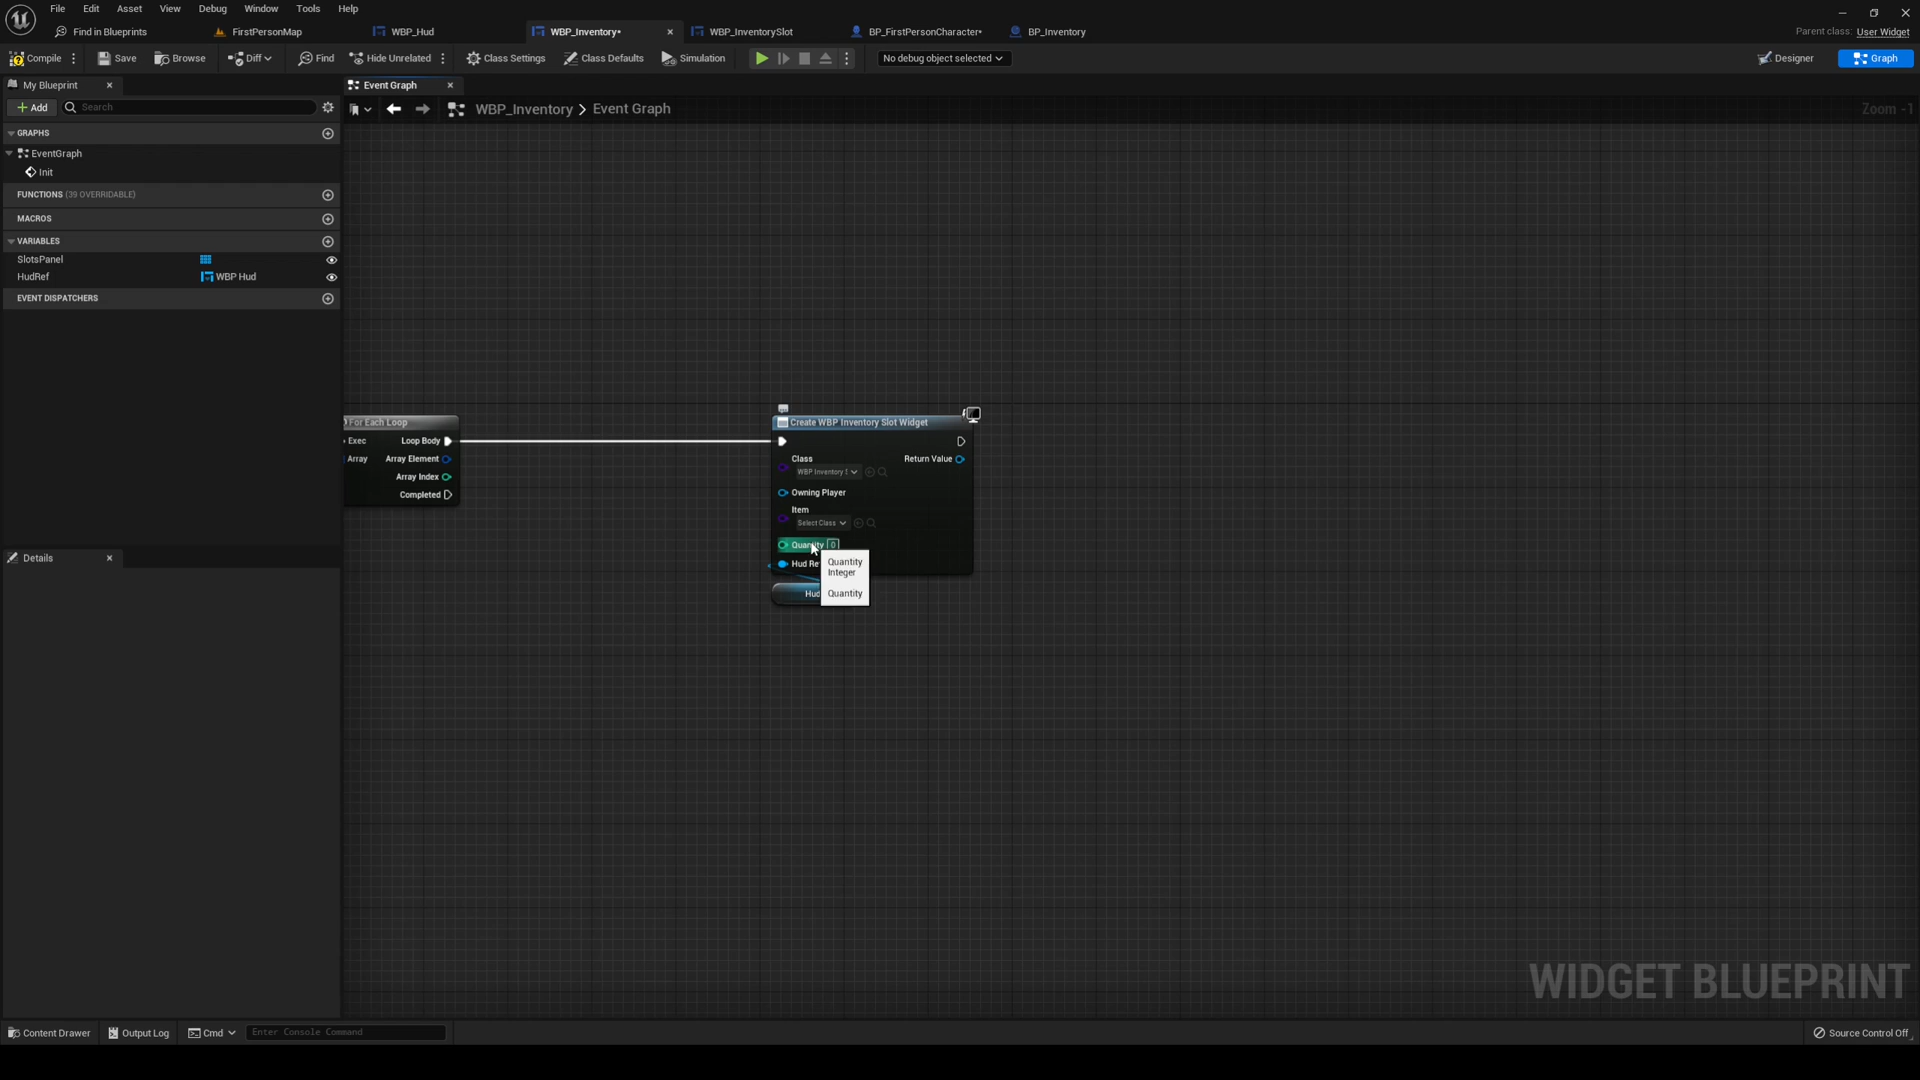 File Edit Asset View Debug Window Tools Help
Find in Blueprints FirstPersonMap WBP_Hud WBP_Inventory• WBP_InventorySlot BP_FirstPersonCharacter• BP_Inventory Parent class: User Widget
Compile Save Browse Diff Find Hide Unrelated Class Settings Class Defaults Simulation No debug object selected Designer Graph
My Blueprint Event Graph
Add Search WBP_Inventory > Event Graph Zoom -1
GRAPHS
EventGraph
Init
FUNCTIONS (39 OVERRIDABLE)
MACROS
VARIABLES
SlotsPanel
HudRef WBP Hud
EVENT DISPATCHERS
For Each Loop
Exec Loop Body
Array Array Element
Array Index
Completed
Create WBP Inventory Slot Widget
Class Return Value
WBP Inventory S
Owning Player
Item
Select Class
Quantity 0
Hud Re
Hud
Quantity
Integer
Quantity
Details
WIDGET BLUEPRINT
Content Drawer Output Log Cmd Enter Console Command Source Control Off